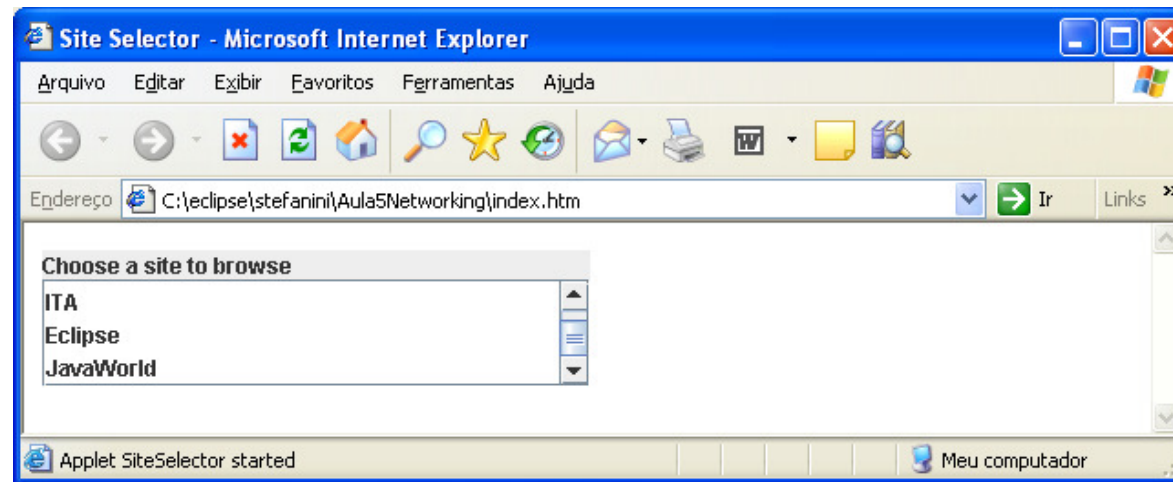 Site Selector - Microsoft Internet Explorer
Arquivo Editar Exibir Favoritos Ferramentas Ajuda
W
Endereço C:\eclipse\stefanini\Aula5Networking\index.htm Ir Links »
Choose a site to browse
ITA
Eclipse
JavaWorld
Applet SiteSelector started Meu computador